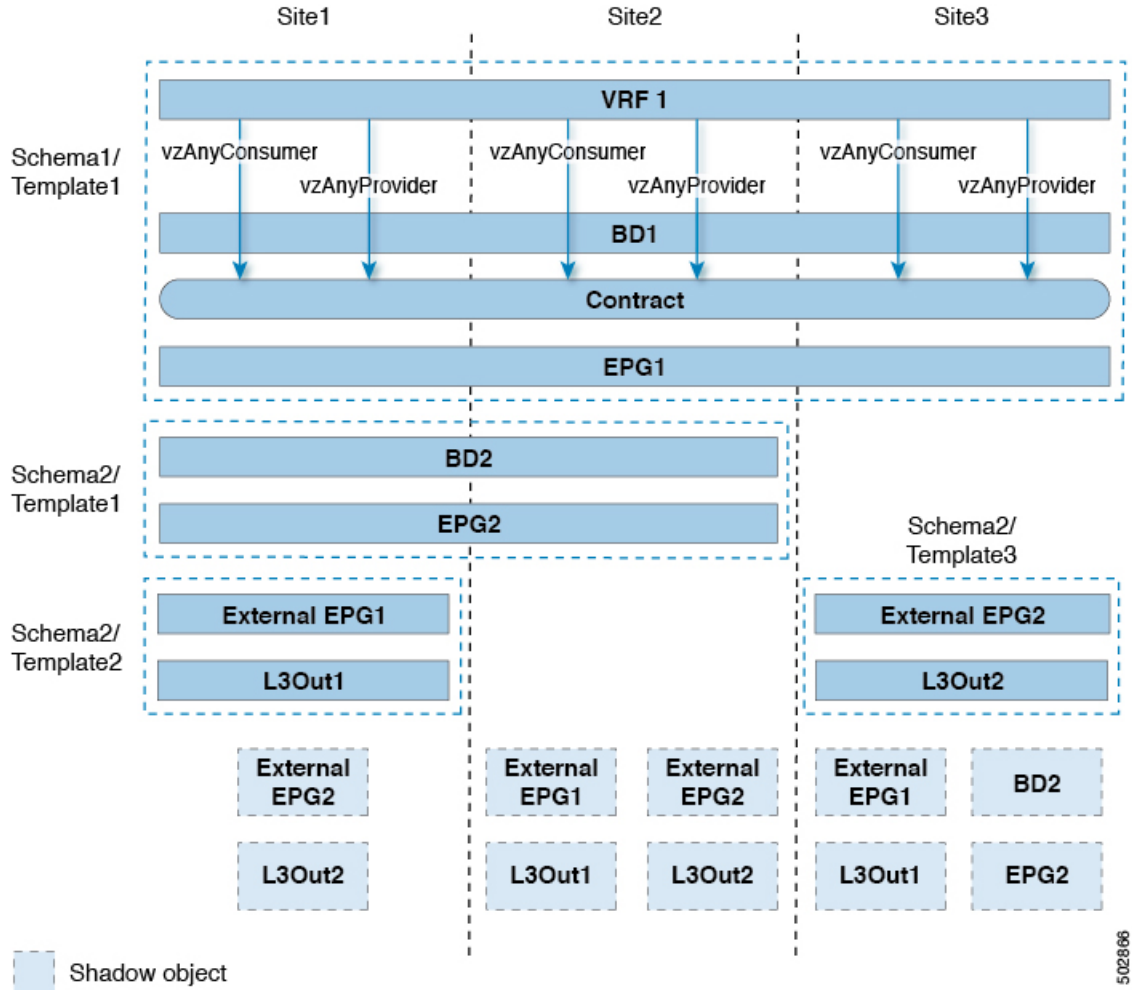 Site1
Site2
Site3
Schema1/
Template1
VRF 1
vzAnyConsumer
vzAnyProvider
vzAnyConsumer
vzAnyProvider
vzAnyConsumer
vzAnyProvider
BD1
Contract
EPG1
Schema2/
Template1
BD2
EPG2
Schema2/
Template3
Schema2/
Template2
External EPG1
L3Out1
External EPG2
L3Out2
External
EPG2
External
EPG1
External
EPG2
External
EPG1
BD2
L3Out2
L3Out1
L3Out2
L3Out1
EPG2
Shadow object
502866